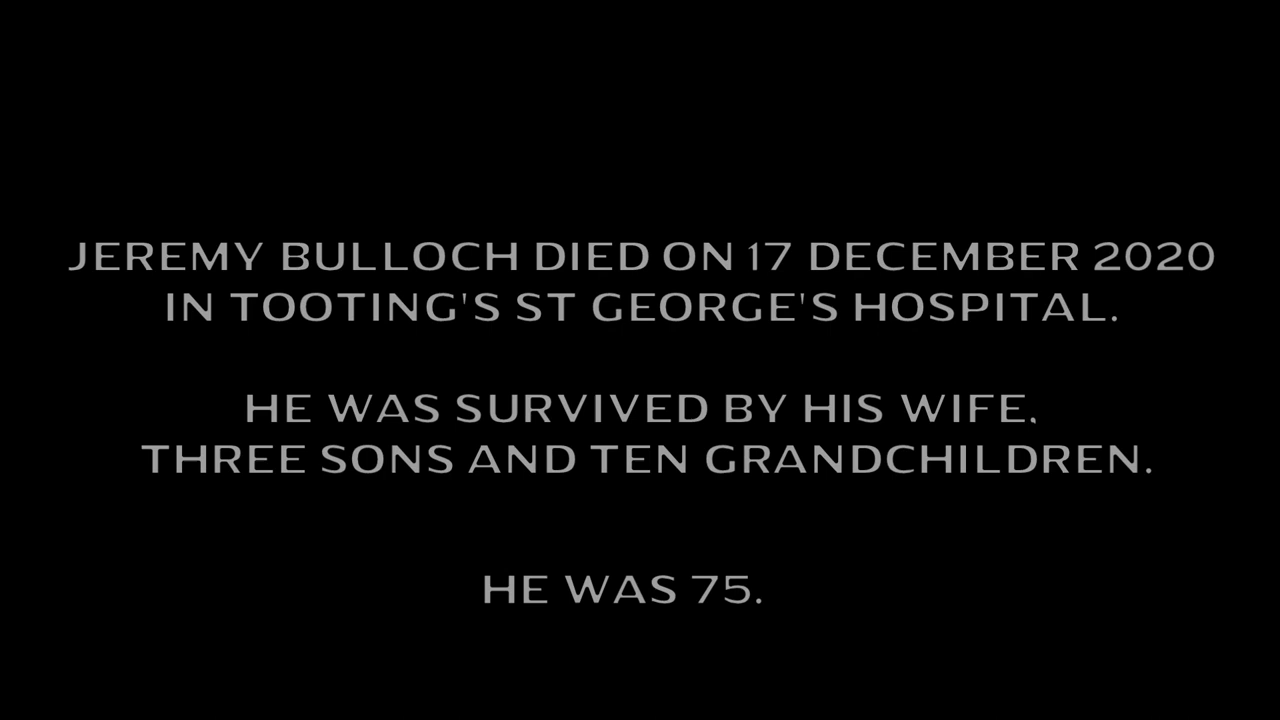 JEREMY BULLOCH DIED ON 17 DECEMBER 2020
IN TOOTING'S ST GEORGE'S HOSPITAL.
HE WAS SURVIVED BY HIS WIFE,
THREE SONS AND TEN GRANDCHILDREN.
HE WAS 75.